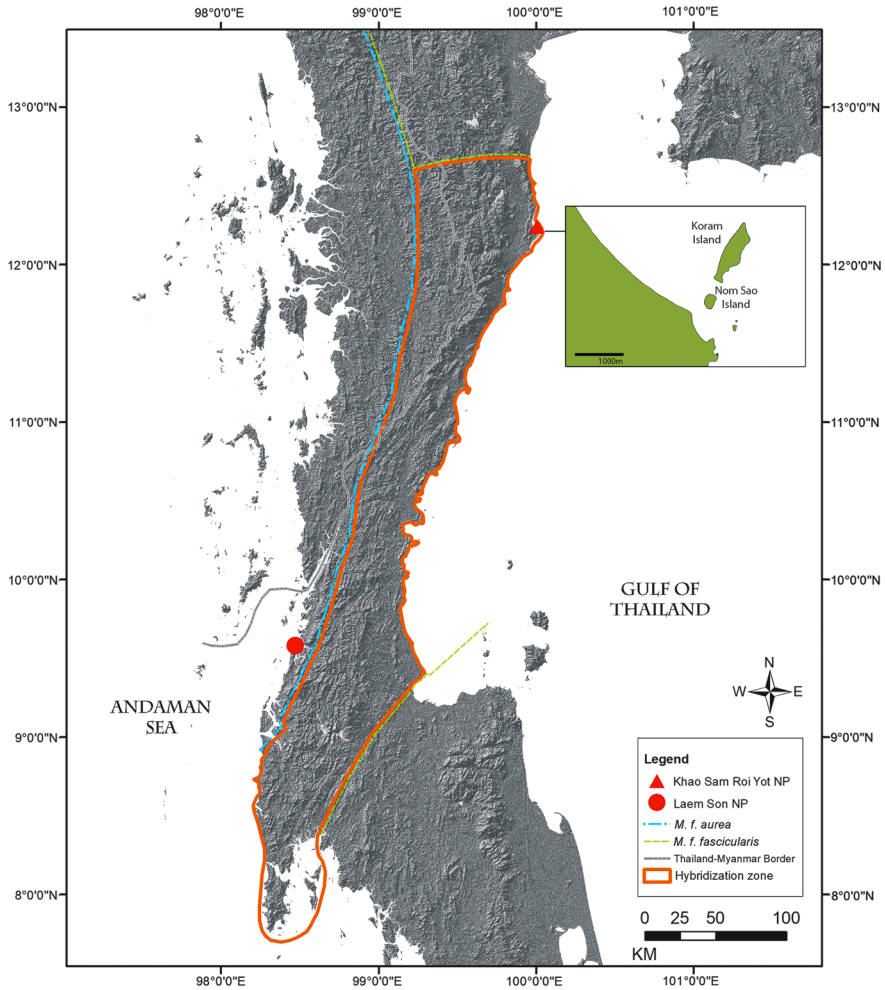 98°0'0"E
99°0'0"E
100°0'0"E
101°0'0"E
13°0'0"N
13°0'0"N
Koram
Island
Nom Sao
Island
1000m
12°0'0"N
12°0'0"N
11°0'0"N
11°0'0"N
10°0'0"N
10°0'0"N
GULF OF
THAILAND
N
W
E
S
ANDAMAN
SEA
9°0'0"N
9°0'0"N
Legend
Khao Sam Roi Yot NP
Laem Son NP
M. f. aurea
M. f. fascicularis
Thailand-Myanmar Border
Hybridization zone
8°0'0"N
8°0'0"N
0 25 50 100
KM
98°0'0"E
99°0'0"E
100°0'0"E
101°0'0"E